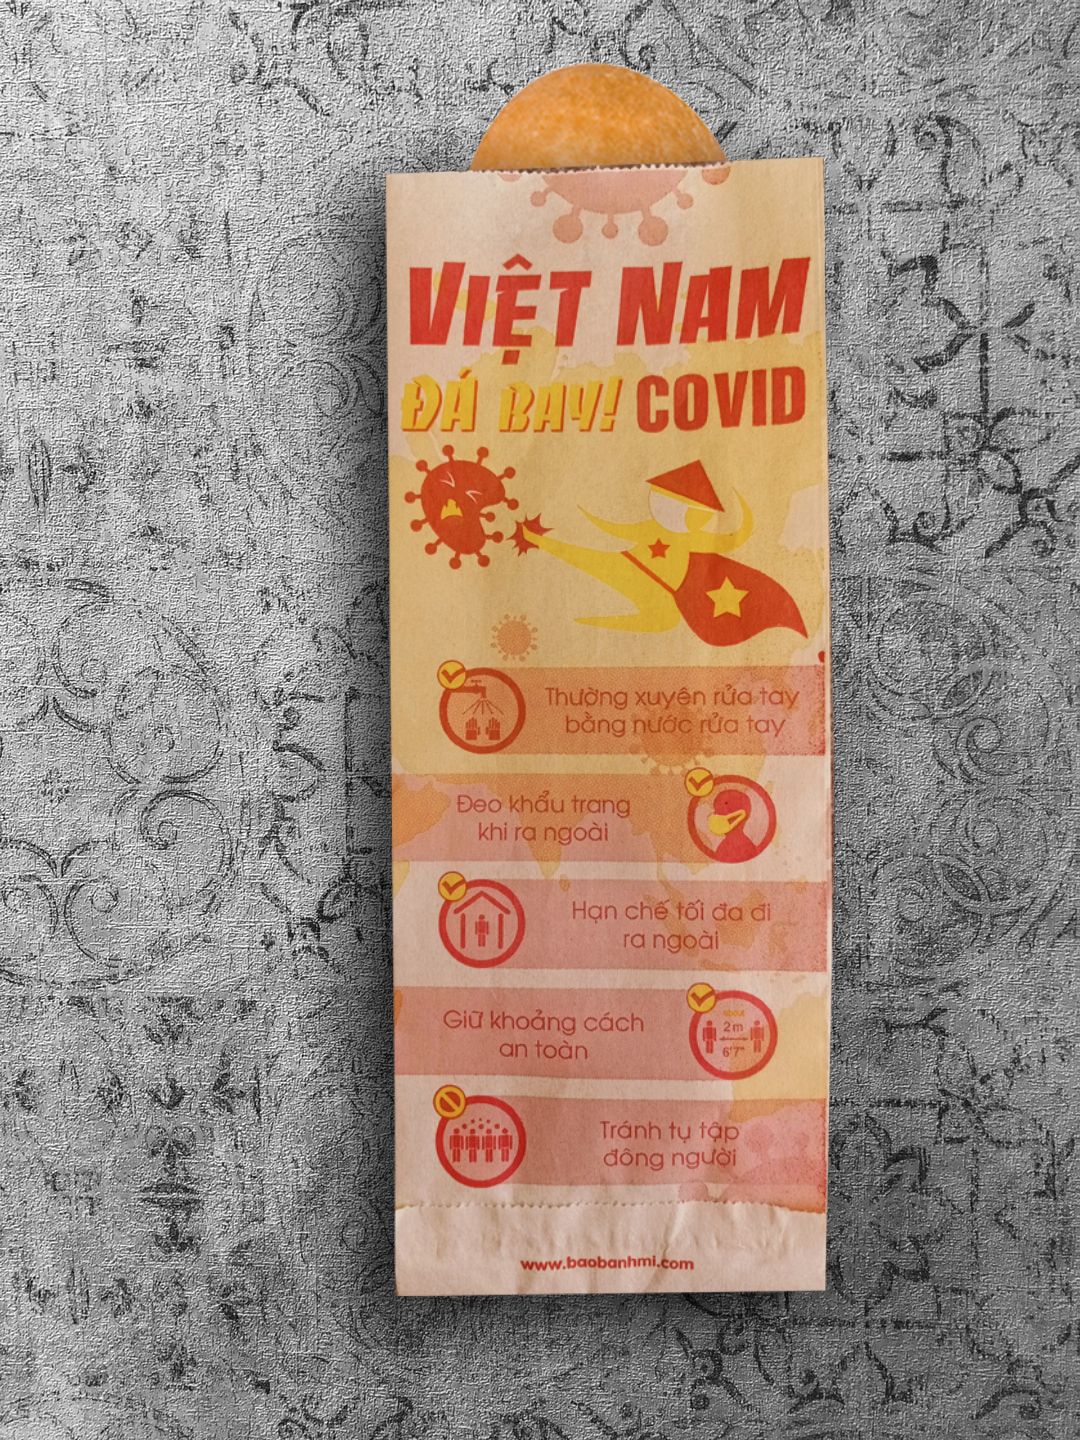 VIỆT NAM
ĐÁ BAY! COVID
Thường xuyên rửa tay
bằng nước rửa tay
Đeo khẩu trang
khi ra ngoài
Hạn chế tối đa đi
ra ngoài
Giữ khoảng cách
an toàn
about
2 m
6'7"
Tránh tụ tập
đông người
www.baobanhmi.com